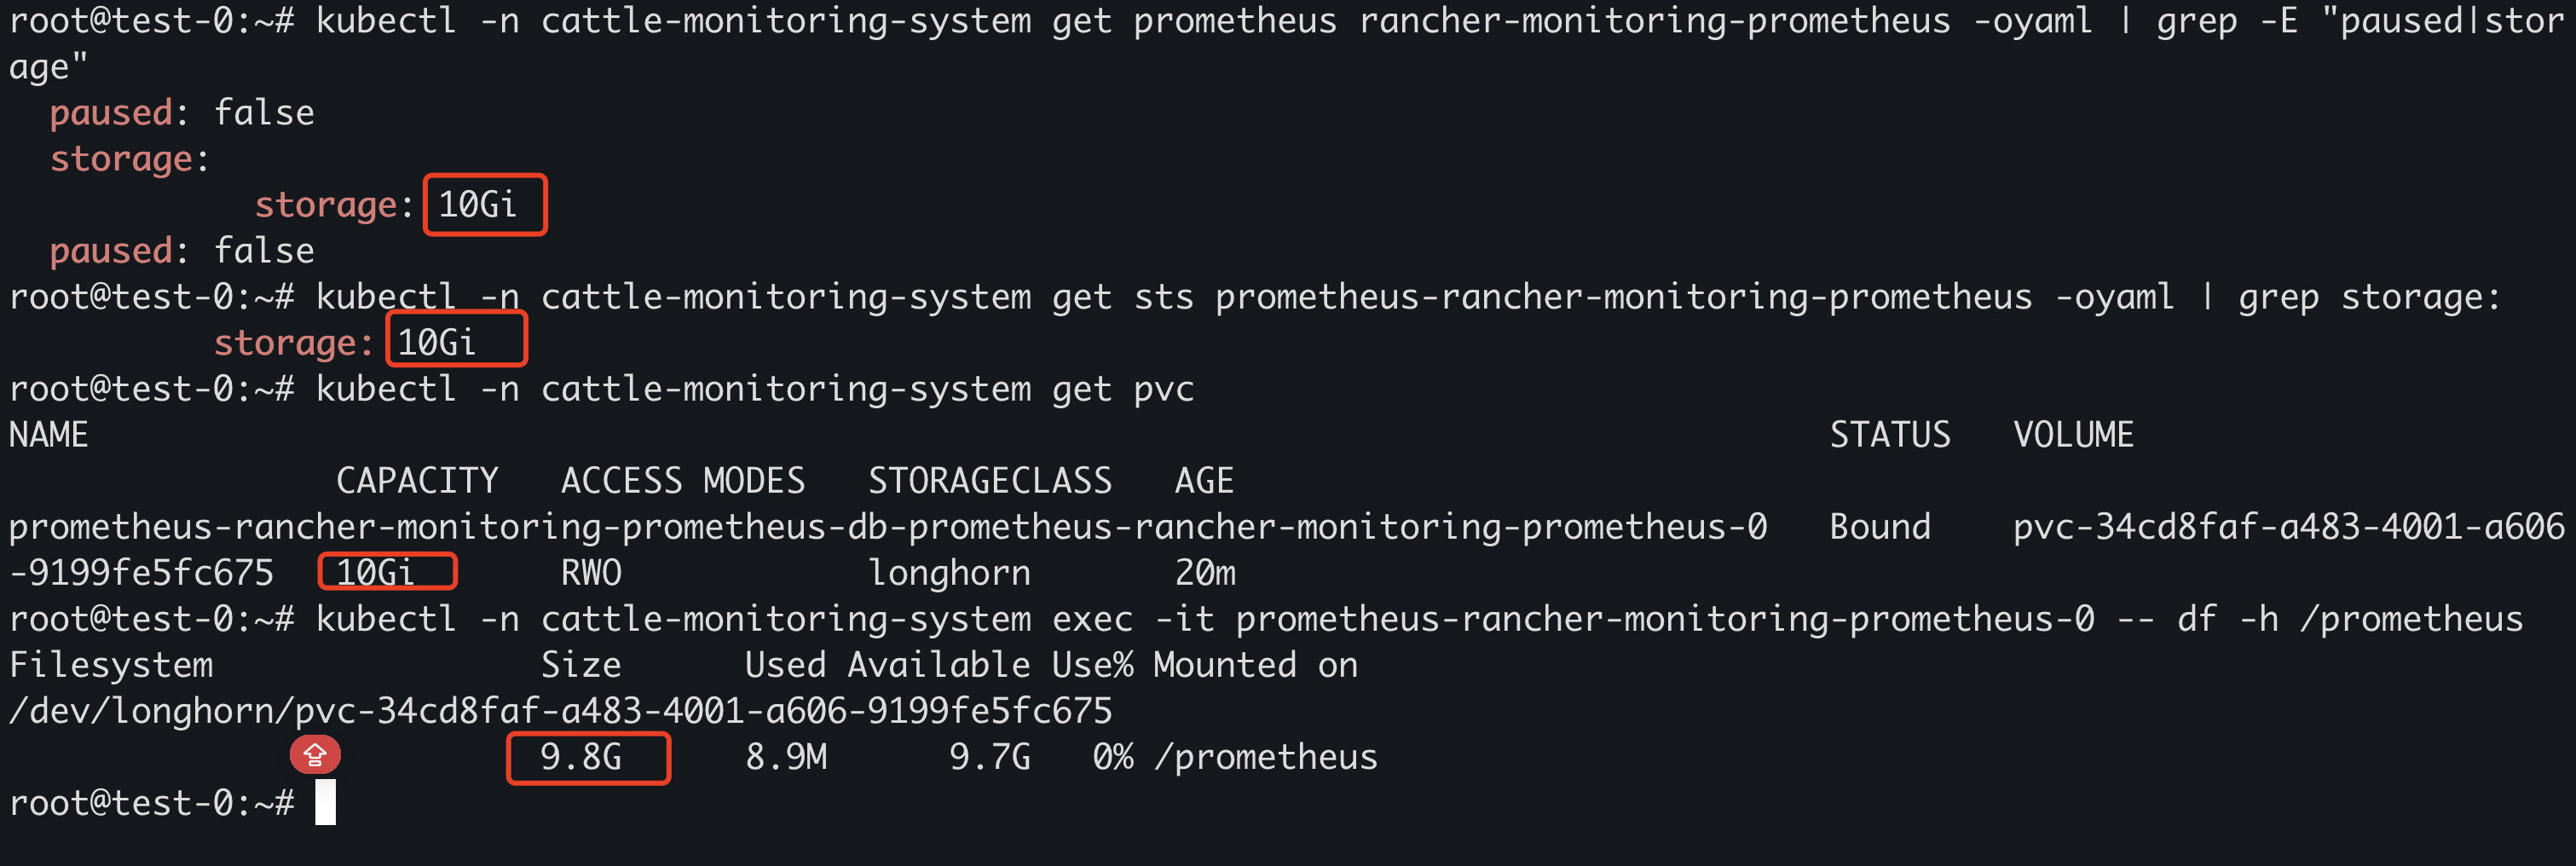 root@test-0:~# kubectl -n cattle-monitoring-system get prometheus rancher-monitoring-prometheus -oyaml | grep -E "paused|stor
age"
  paused: false
  storage:
            storage: 10Gi
  paused: false
root@test-0:~# kubectl -n cattle-monitoring-system get sts prometheus-rancher-monitoring-prometheus -oyaml | grep storage:
          storage: 10Gi
root@test-0:~# kubectl -n cattle-monitoring-system get pvc
NAME                                                                                     STATUS   VOLUME
                CAPACITY   ACCESS MODES   STORAGECLASS   AGE
prometheus-rancher-monitoring-prometheus-db-prometheus-rancher-monitoring-prometheus-0   Bound    pvc-34cd8faf-a483-4001-a606
-9199fe5fc675   10Gi       RWO            longhorn       20m
root@test-0:~# kubectl -n cattle-monitoring-system exec -it prometheus-rancher-monitoring-prometheus-0 -- df -h /prometheus
Filesystem                Size      Used Available Use% Mounted on
/dev/longhorn/pvc-34cd8faf-a483-4001-a606-9199fe5fc675
                          9.8G      8.9M      9.7G   0% /prometheus
root@test-0:~#